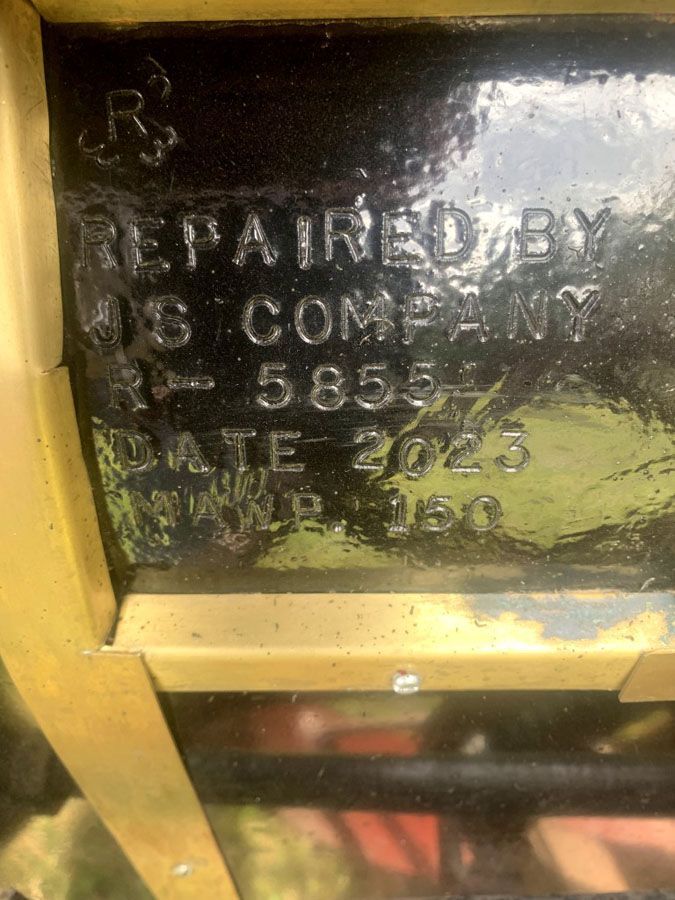 R
REPAIRED BY
JS COMPANY
R- 5855
DATE 2023
MAWP. 150